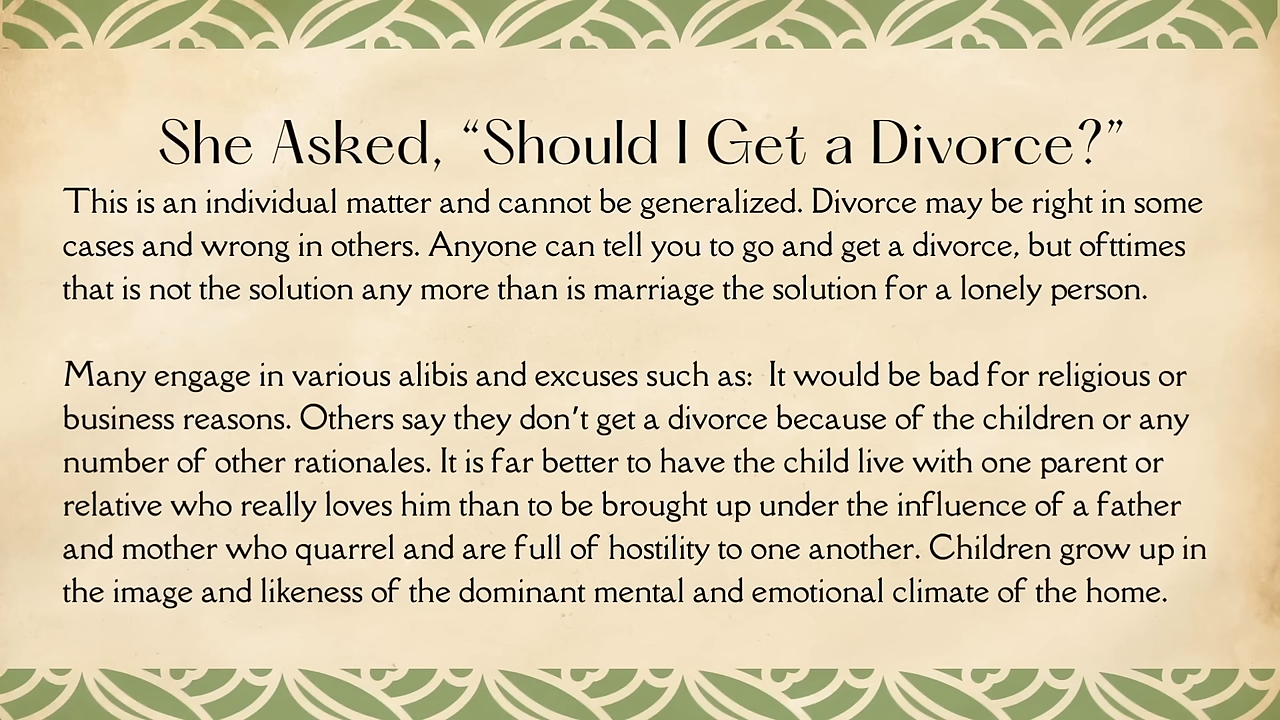 She Asked, “Should I Get a Divorce?”
This is an individual matter and cannot be generalized. Divorce may be right in some
cases and wrong in others. Anyone can tell you to go and get a divorce, but ofttimes
that is not the solution any more than is marriage the solution for a lonely person.
Many engage in various alibis and excuses such as:  It would be bad for religious or
business reasons. Others say they don't get a divorce because of the children or any
number of other rationales. It is far better to have the child live with one parent or
relative who really loves him than to be brought up under the influence of a father
and mother who quarrel and are full of hostility to one another. Children grow up in
the image and likeness of the dominant mental and emotional climate of the home.